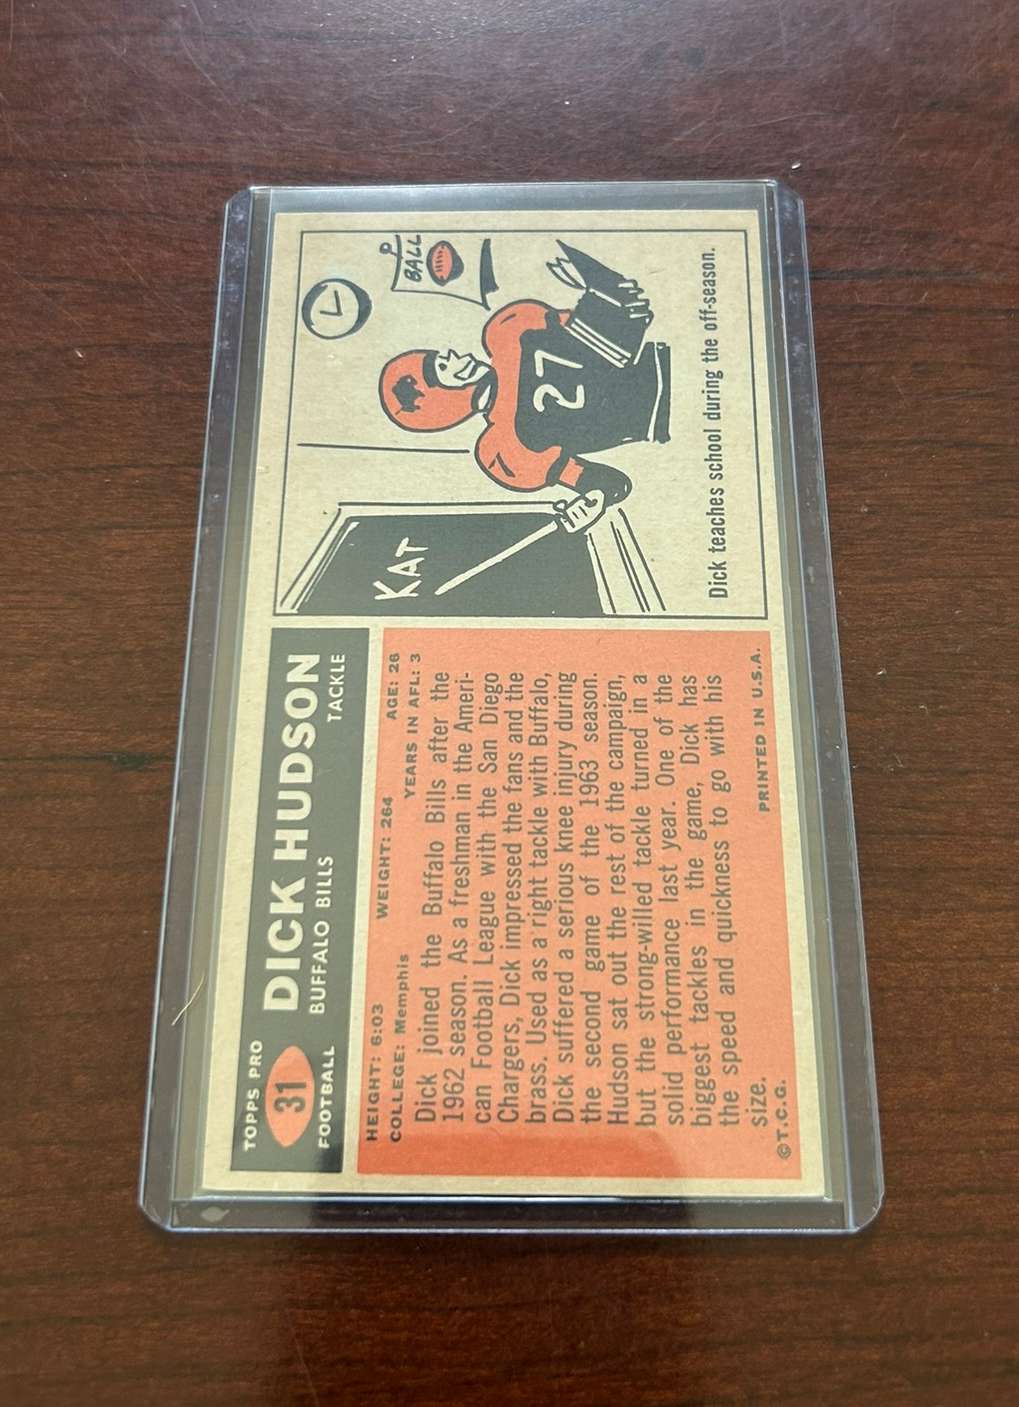 TOPPS PRO
31
FOOTBALL
DICK HUDSON
BUFFALO BILLS
TACKLE
HEIGHT: 6:03
WEIGHT: 264
AGE: 26
COLLEGE: Memphis
YEARS IN AFL: 3
Dick joined the Buffalo Bills after the
1962 season. As a freshman in the Ameri-
can Football League with the San Diego
Chargers, Dick impressed the fans and the
brass. Used as a right tackle with Buffalo,
Dick suffered a serious knee injury during
the second game of the 1963 season.
Hudson sat out the rest of the campaign,
but the strong-willed tackle turned in a
solid performance last year. One of the
biggest tackles in the game, Dick has
the speed and quickness to go with his
size.
©T.C.G.
PRINTED IN U.S.A.
KAT
BALL
27
Dick teaches school during the off-season.